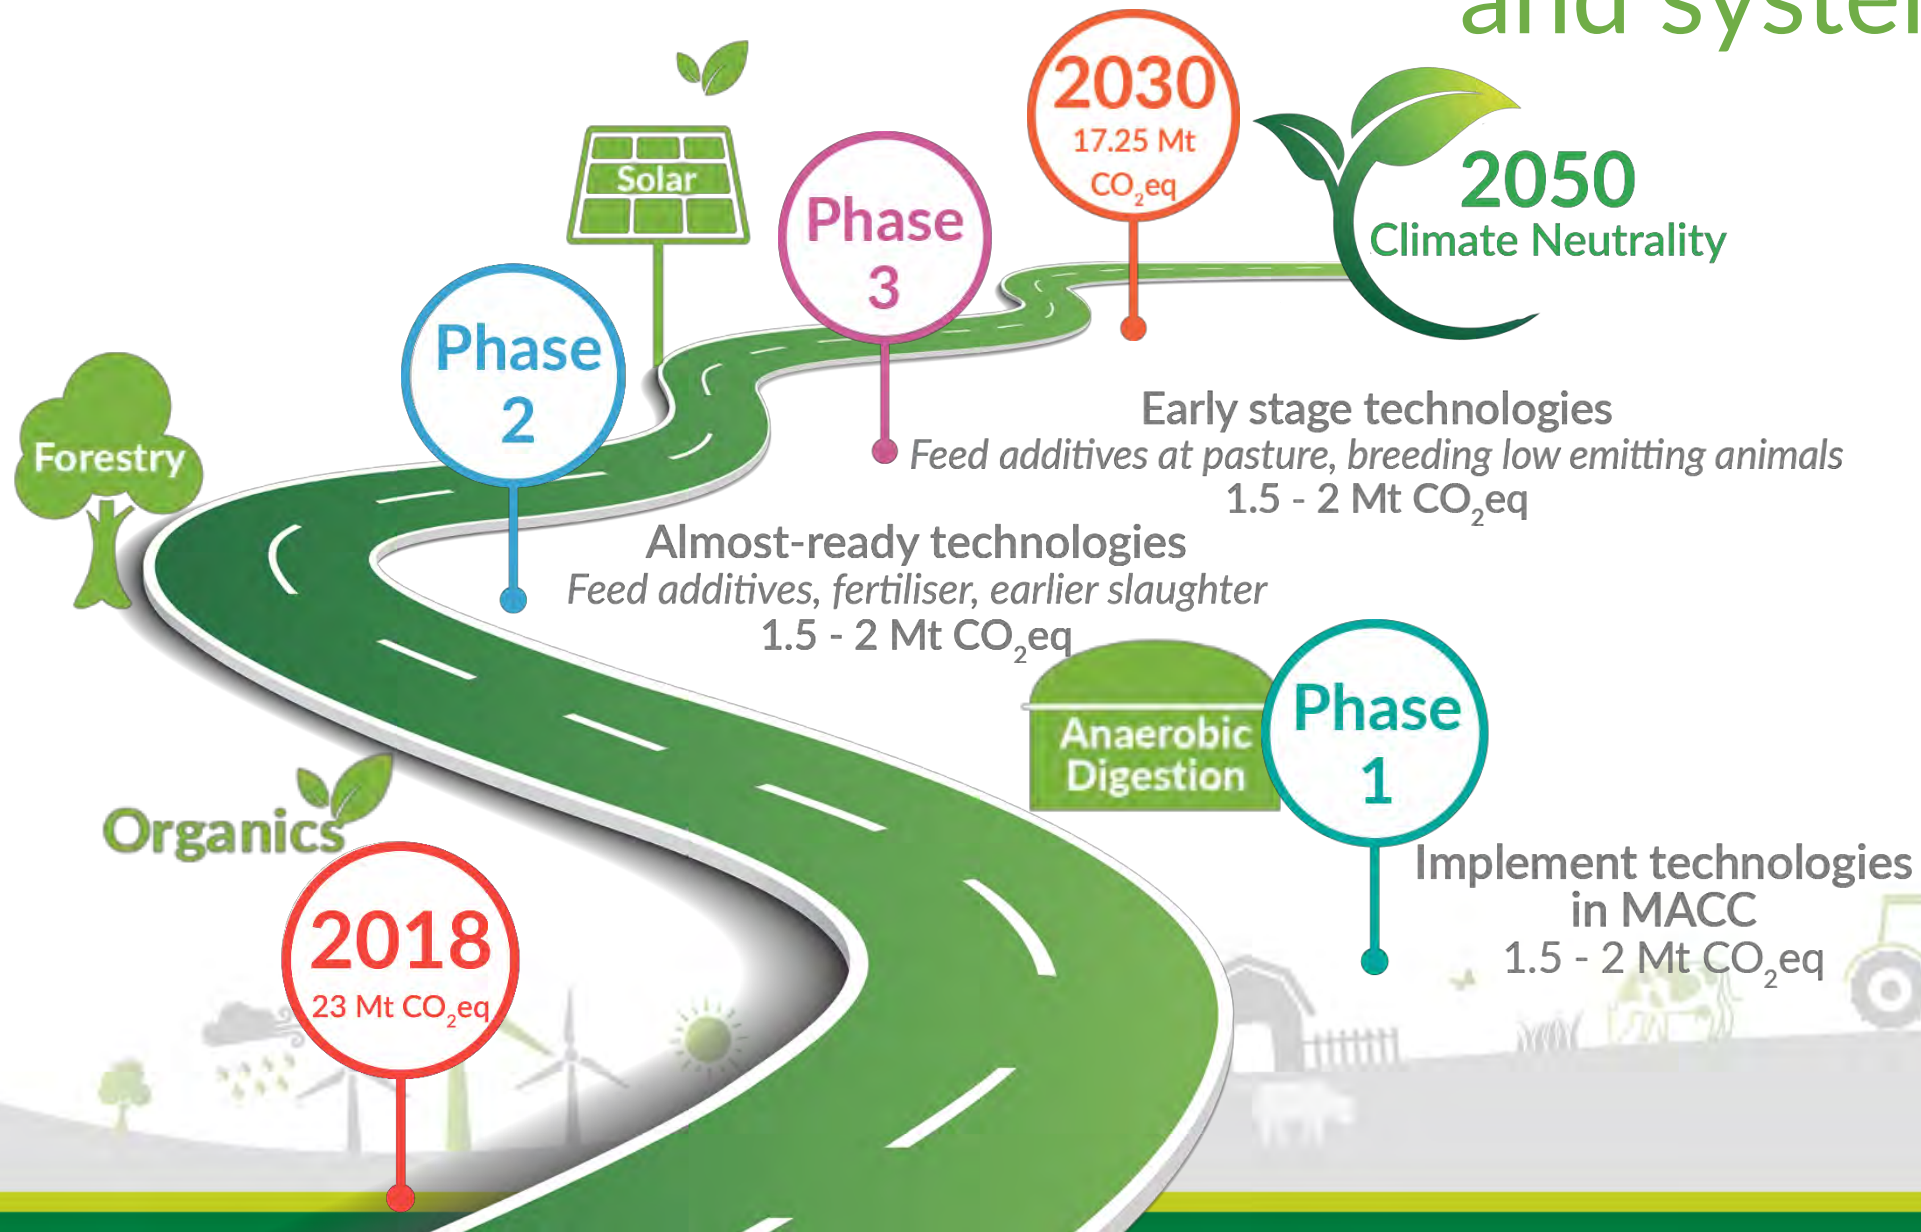 and system
2030
17.25 Mt
CO₂eq
2050
Climate Neutrality
Solar
Phase
3
Phase
2
Early stage technologies
Feed additives at pasture, breeding low emitting animals
1.5 - 2 Mt CO₂eq
Forestry
Almost-ready technologies
Feed additives, fertiliser, earlier slaughter
1.5 - 2 Mt CO₂eq
Anaerobic
Digestion
Phase
1
Implement technologies
in MACC
1.5 - 2 Mt CO₂eq
Organics
2018
23 Mt CO₂eq